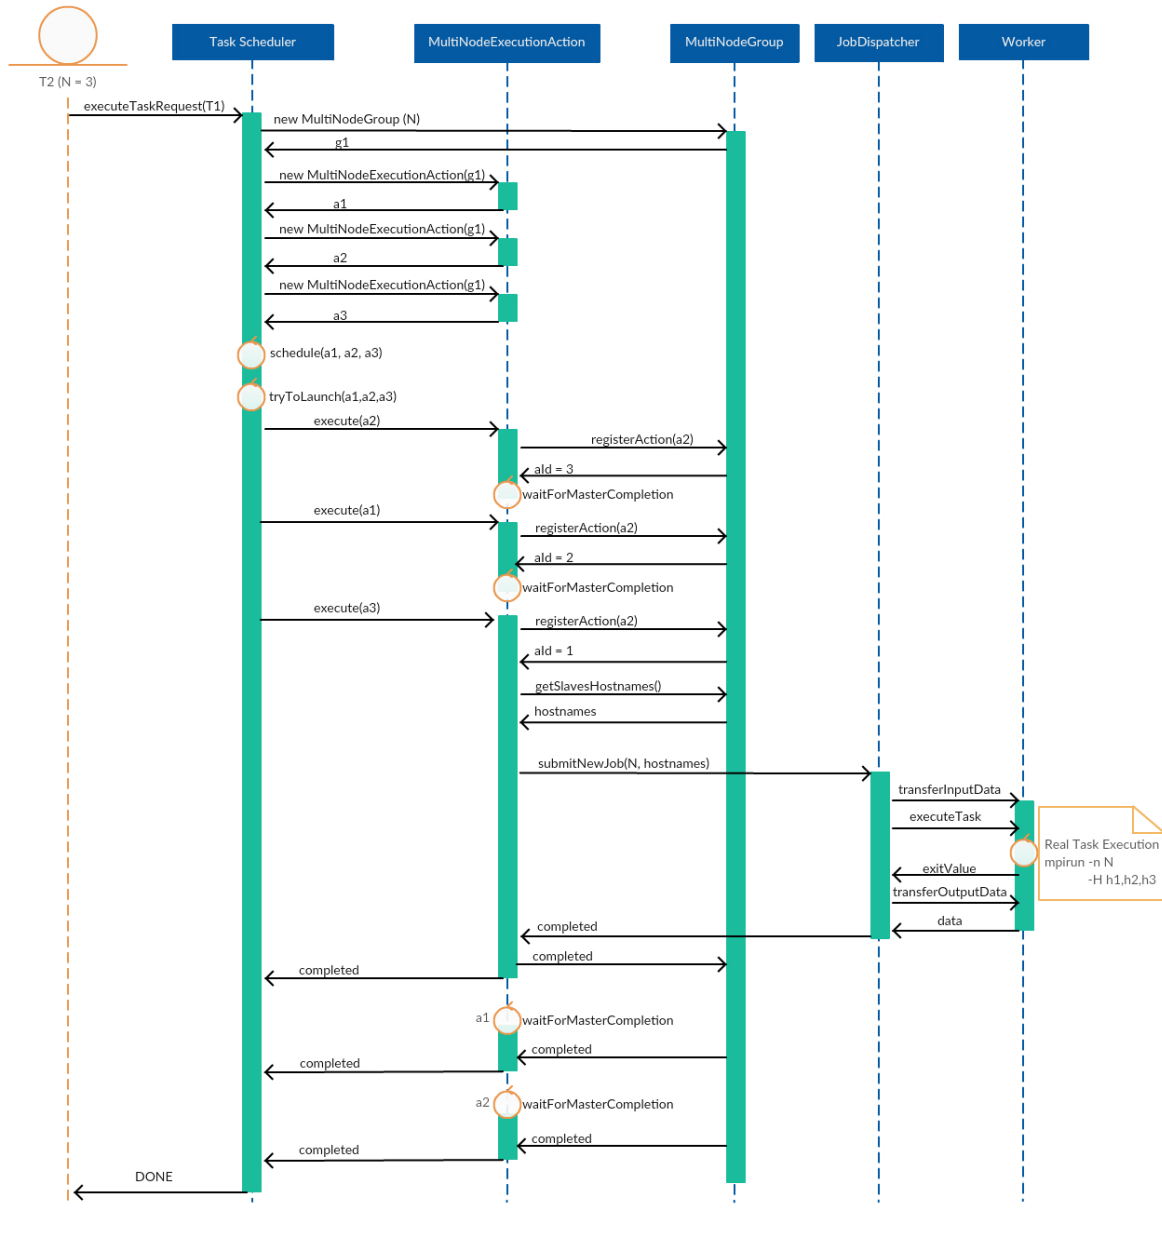 Task Scheduler
MultiNodeExecutionAction
MultiNodeGroup
JobDispatcher
Worker
T2 (N = 3)
executeTaskRequest(T1)
new MultiNodeGroup (N)
g1
new MultiNodeExecutionAction(g1)
a1
new MultiNodeExecutionAction(g1)
a2
new MultiNodeExecutionAction(g1)
a3
schedule(a1, a2, a3)
tryToLaunch(a1,a2,a3)
execute(a2)
registerAction(a2)
aId = 3
waitForMasterCompletion
execute(a1)
registerAction(a2)
aId = 2
waitForMasterCompletion
execute(a3)
registerAction(a2)
aId = 1
getSlavesHostnames()
hostnames
submitNewJob(N, hostnames)
transferInputData
executeTask
Real Task Execution
mpirun -n N
-H h1,h2,h3
exitValue
transferOutputData
data
completed
completed
completed
a1
waitForMasterCompletion
completed
completed
a2
waitForMasterCompletion
completed
completed
DONE